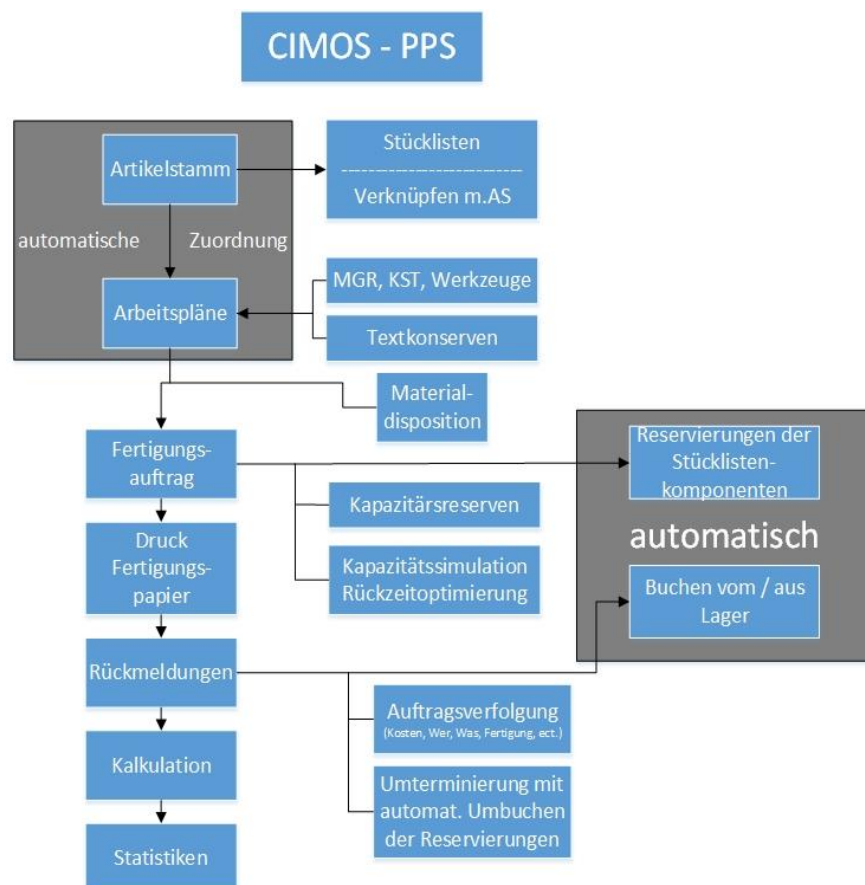 CIMOS - PPS
Artikelstamm
Stücklisten
----------------------------
Verknüpfen m.AS
automatische Zuordnung
Arbeitspläne
MGR, KST, Werkzeuge
Textkonserven
Material-
disposition
Fertigungs-
auftrag
Reservierungen der
Stücklisten-
komponenten
Kapazitärsreserven
automatisch
Druck
Fertigungs-
papier
Kapazitätssimulation
Rückzeitoptimierung
Buchen vom / aus
Lager
Rückmeldungen
Auftragsverfolgung
(Kosten, Wer, Was, Fertigung, ect.)
Kalkulation
Umterminierung mit
automat. Umbuchen
der Reservierungen
Statistiken